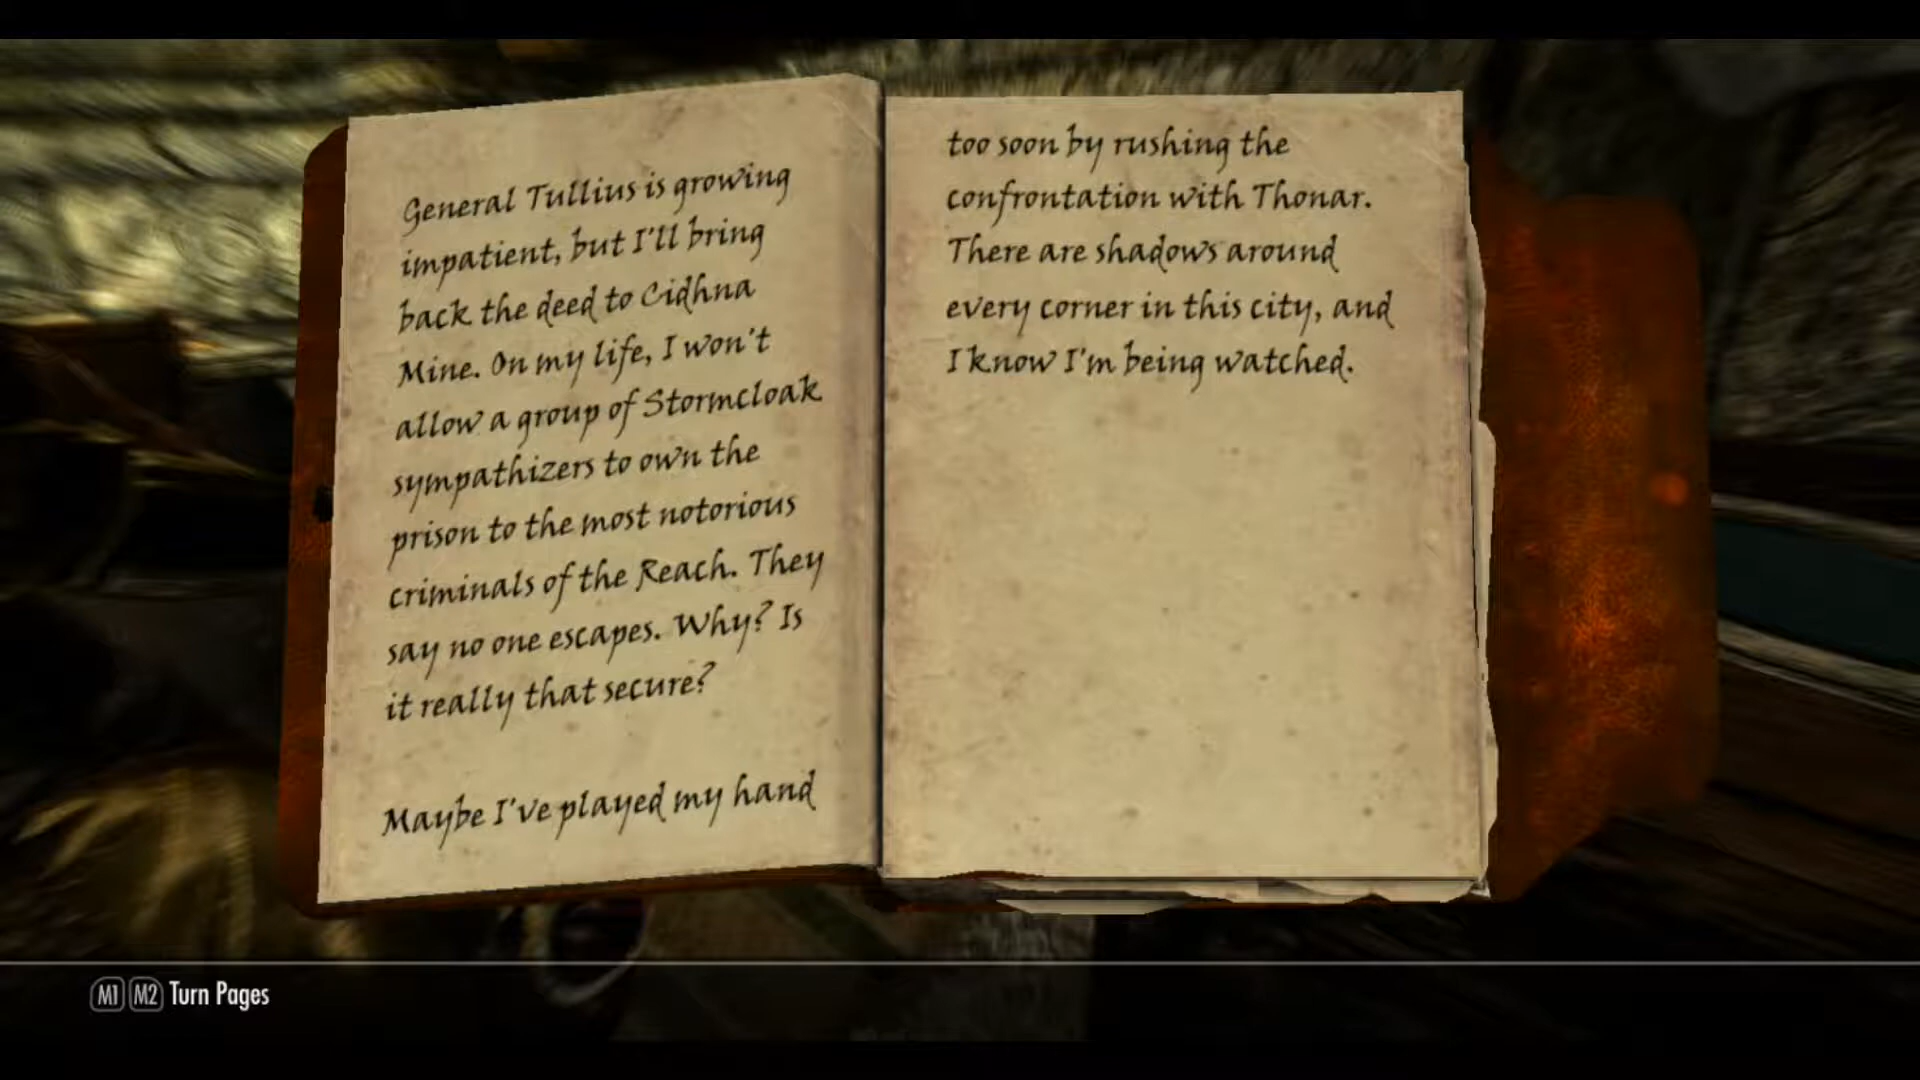 General Tullius is growing
impatient, but I'll bring
back the deed to Cidhna
Mine. On my life, I won't
allow a group of Stormcloak
sympathizers to own the
prison to the most notorious
criminals of the Reach. They
say no one escapes. Why? Is
it really that secure?
Maybe I've played my hand
too soon by rushing the
confrontation with Thonar.
There are shadows around
every corner in this city, and
I know I'm being watched.
M1 M2 Turn Pages